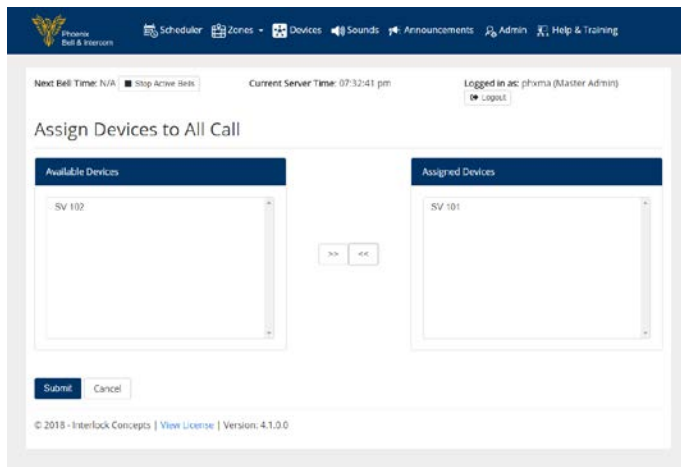 Phoenix
Bell & Intercom
Scheduler Zones Devices Sounds Announcements Admin Help & Training
Next Bell Time: N/A Stop Active Bells Current Server Time: 07:32:41 pm Logged in as: phxma (Master Admin)
Logout
Assign Devices to All Call
Available Devices Assigned Devices
SV 102 SV 101
>> <<
Submit Cancel
© 2018 - Interlock Concepts | View License | Version: 4.1.0.0